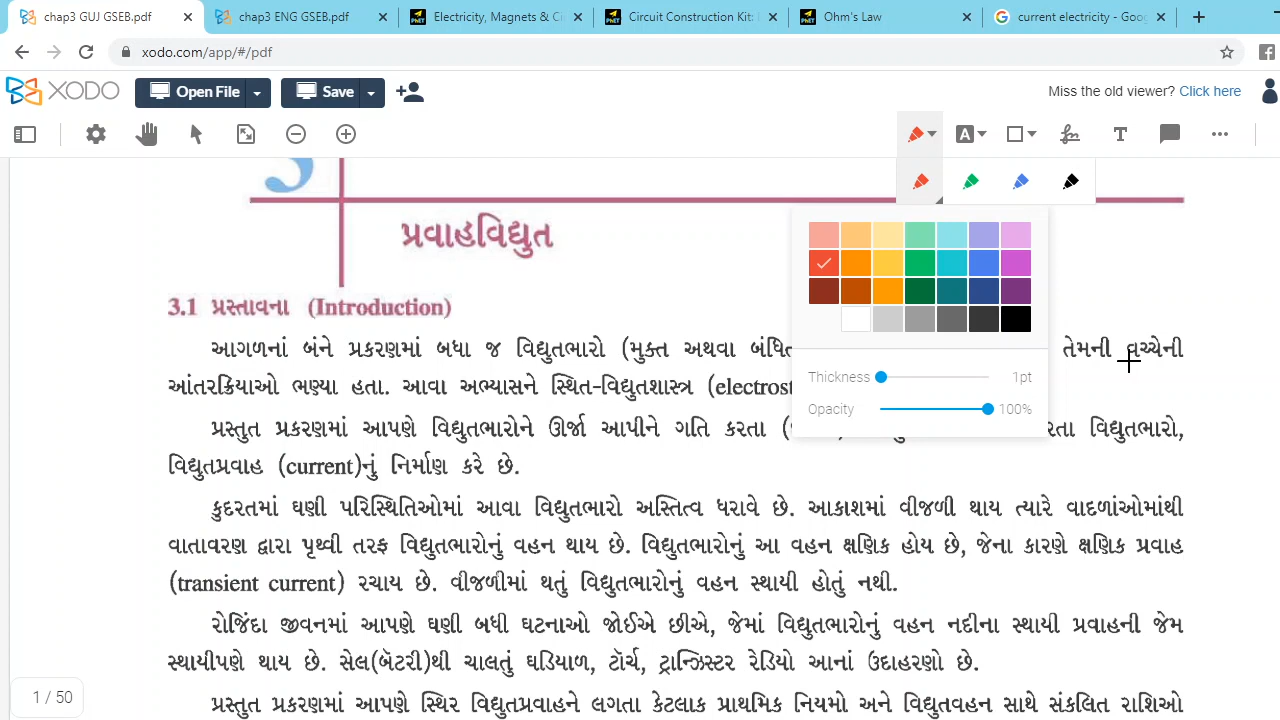 chap3 GUJ GSEB.pdf
chap3 ENG GSEB.pdf
Electricity, Magnets & Ci
Circuit Construction Kit:
Ohm's Law
current electricity - Goog
xodo.com/app/#/pdf
XODO
Open File
Save
Miss the old viewer? Click here
A
T
3
પ્રવાહવિદ્યુત
3.1 પ્રસ્તાવના (Introduction)
આગળનાં બંને પ્રકરણમાં બધા જ વિદ્યુતભારો (મુક્ત અથવા બંધિત તેમની વચ્ચેની
આંતરક્રિયાઓ ભણ્યા હતા. આવા અભ્યાસને સ્થિત-વિદ્યુતશાસ્ત્ર (electrost
Thickness 1pt
Opacity 100%
પ્રસ્તુત પ્રકરણમાં આપણે વિદ્યુતભારોને ઊર્જા આપીને ગતિ કરતા ( રતા વિદ્યુતભારો,
વિદ્યુતપ્રવાહ (current)નું નિર્માણ કરે છે.
કુદરતમાં ઘણી પરિસ્થિતિઓમાં આવા વિદ્યુતભારો અસ્તિત્વ ધરાવે છે. આકાશમાં વીજળી થાય ત્યારે વાદળાંઓમાંથી
વાતાવરણ દ્વારા પૃથ્વી તરફ વિદ્યુતભારોનું વહન થાય છે. વિદ્યુતભારોનું આ વહન ક્ષણિક હોય છે, જેના કારણે ક્ષણિક પ્રવાહ
(transient current) રચાય છે. વીજળીમાં થતું વિદ્યુતભારોનું વહન સ્થાયી હોતું નથી.
રોજિંદા જીવનમાં આપણે ઘણી બધી ઘટનાઓ જોઈએ છીએ, જેમાં વિદ્યુતભારોનું વહન નદીના સ્થાયી પ્રવાહની જેમ
સ્થાયીપણે થાય છે. સેલ(બૅટરી)થી ચાલતું ઘડિયાળ, ટૉર્ચ, ટ્રાન્ઝિસ્ટર રેડિયો આનાં ઉદાહરણો છે.
1 / 50
પ્રસ્તુત પ્રકરણમાં આપણે સ્થિર વિદ્યુતપ્રવાહને લગતા કેટલાક પ્રાથમિક નિયમો અને વિદ્યુતવહન સાથે સંકલિત રાશિઓ